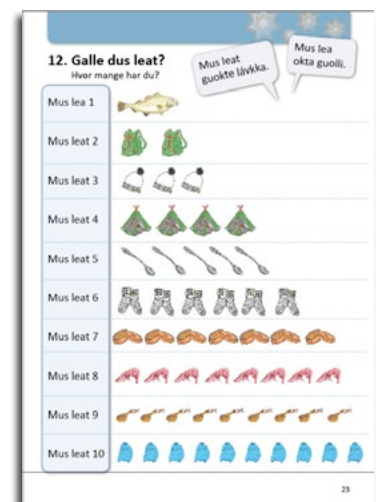 12. Galle dus leat?
Hvor mange har du?
Mus leat
guokte lávkka.
Mus lea
okta guolli.
Mus lea 1
Mus leat 2
Mus leat 3
Mus leat 4
Mus leat 5
Mus leat 6
Mus leat 7
Mus leat 8
Mus leat 9
Mus leat 10
23